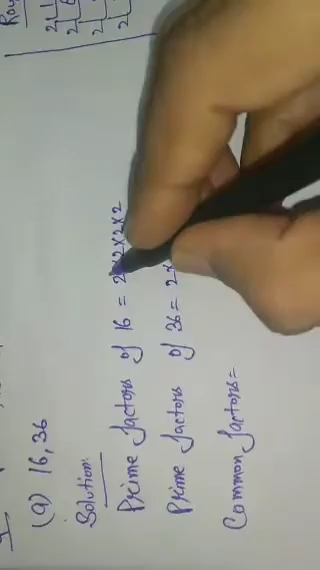 (a) 16, 36
Solution:
Prime factors of 16 = 2×2×2×2
Prime factors of 36 = 2×
Common factors =